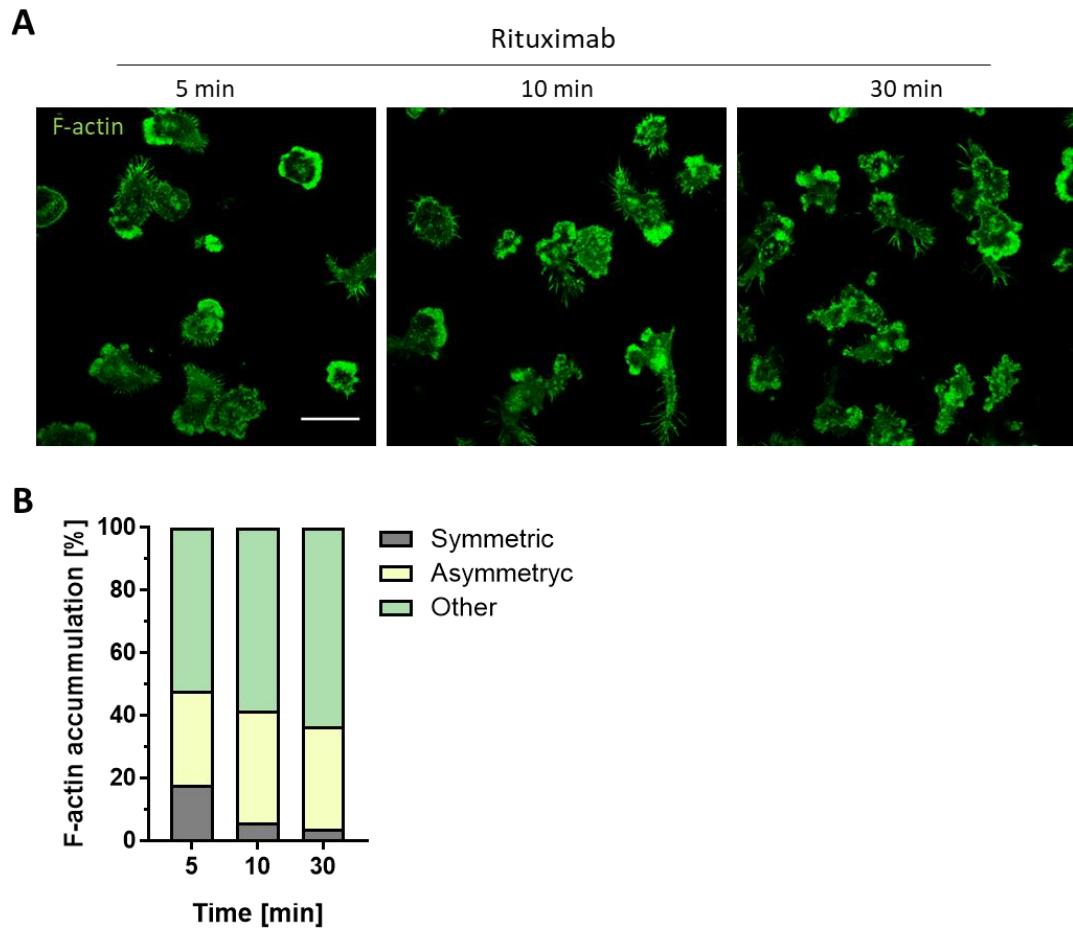 A
Rituximab
5 min
10 min
30 min
F-actin
B
F-actin accummulation [%]
100
80
60
40
20
0
5
10
30
Time [min]
Symmetric
Asymmetryc
Other